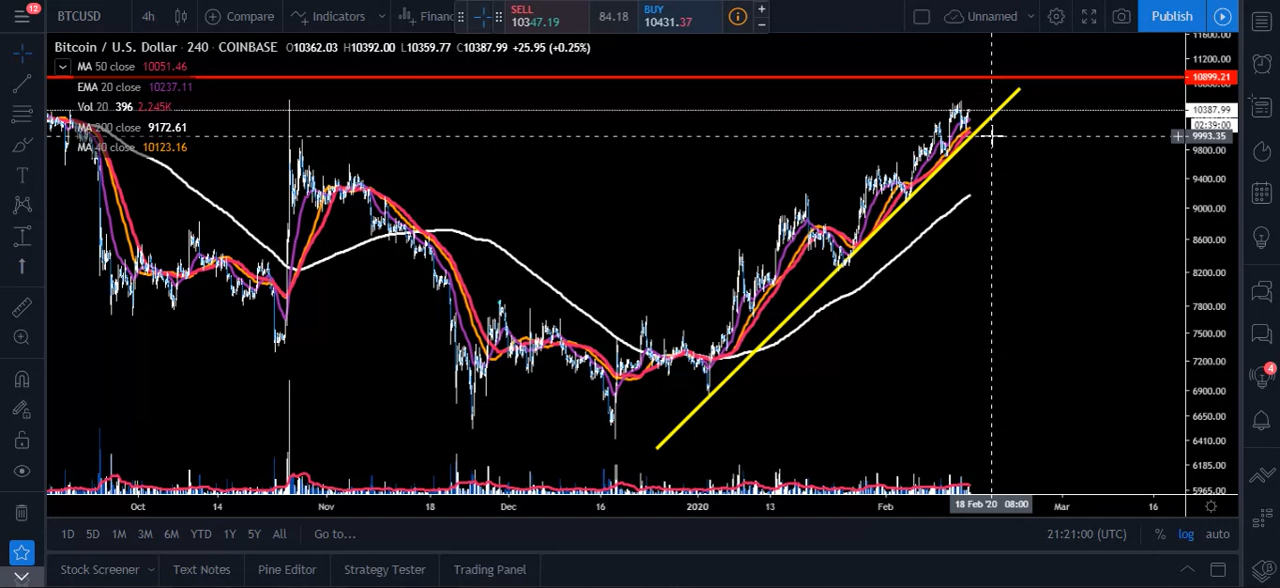 12
BTCUSD
4h
Compare
Indicators
Financ
SELL
10347.19
84.18
BUY
10431.37
Unnamed
Publish
Bitcoin / U.S. Dollar · 240 · COINBASE O10362.03 H10392.00 L10359.77 C10387.99 +25.95 (+0.25%)
MA 50 close 10051.46
EMA 20 close 10237.11
Vol 20 396 2.245K
MA 200 close 9172.61
MA 40 close 10123.16
11200.00
10899.21
10387.99
02:39:00
9993.35
9800.00
9400.00
9000.00
8600.00
8200.00
7800.00
7500.00
7200.00
6900.00
6650.00
6410.00
6185.00
5965.00
4
Oct 14 Nov 18 Dec 16 2020 13 Feb 18 Feb '20 08:00 Mar 16
1D 5D 1M 3M 6M YTD 1Y 5Y All Go to... 21:21:00 (UTC) % log auto
Stock Screener Text Notes Pine Editor Strategy Tester Trading Panel